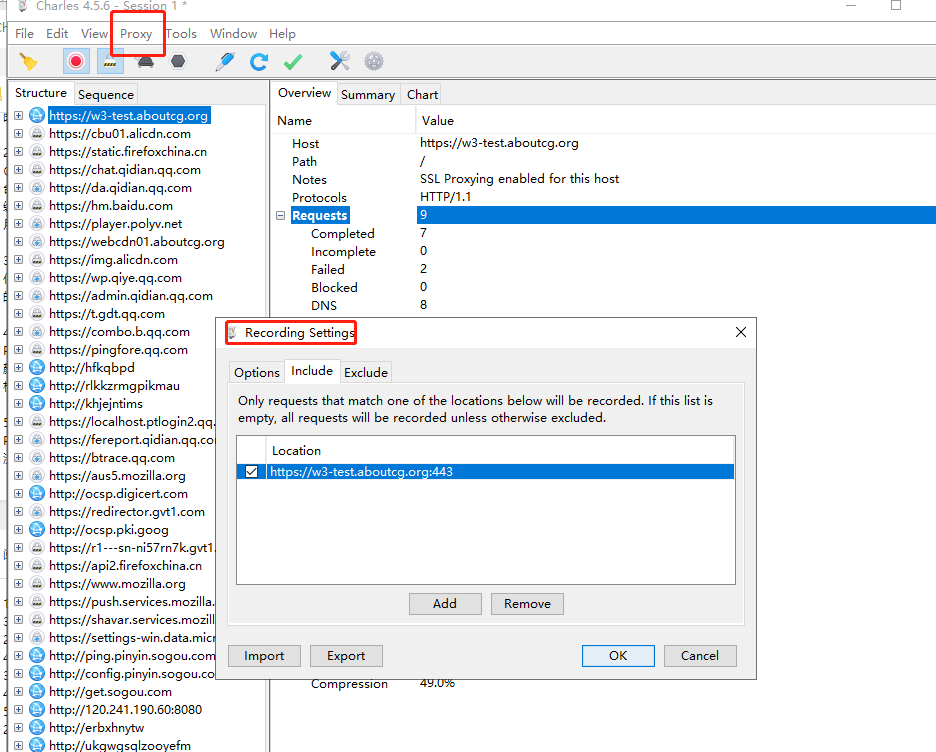 Charles 4.5.6 - Session 1 *
File Edit View Proxy Tools Window Help
Structure Sequence
https://w3-test.aboutcg.org
https://cbu01.alicdn.com
https://static.firefoxchina.cn
https://chat.qidian.qq.com
https://da.qidian.qq.com
https://hm.baidu.com
https://player.polyv.net
https://webcdn01.aboutcg.org
https://img.alicdn.com
https://wp.qiye.qq.com
https://admin.qidian.qq.com
https://t.gdt.qq.com
https://combo.b.qq.com
https://pingfore.qq.com
http://hfkqbpd
http://rlkkzrmgpikmau
http://khjejntims
https://localhost.ptlogin2.qq.
https://fereport.qidian.qq.co
https://btrace.qq.com
https://aus5.mozilla.org
http://ocsp.digicert.com
https://redirector.gvt1.com
http://ocsp.pki.goog
https://r1---sn-ni57rn7k.gvt1.
https://api2.firefoxchina.cn
https://www.mozilla.org
https://push.services.mozilla.
https://shavar.services.mozill
https://settings-win.data.micr
http://ping.pinyin.sogou.com
http://config.pinyin.sogou.co
http://get.sogou.com
http://120.241.190.60:8080
http://erbxhnytw
http://ukgwgsqlzooyefm
Overview Summary Chart
Name Value
Host https://w3-test.aboutcg.org
Path /
Notes SSL Proxying enabled for this host
Protocols HTTP/1.1
Requests 9
Completed 7
Incomplete 0
Failed 2
Blocked 0
DNS 8
Recording Settings
Options Include Exclude
Only requests that match one of the locations below will be recorded. If this list is
empty, all requests will be recorded unless otherwise excluded.
Location
https://w3-test.aboutcg.org:443
Add Remove
Import Export OK Cancel
Compression 49.0%